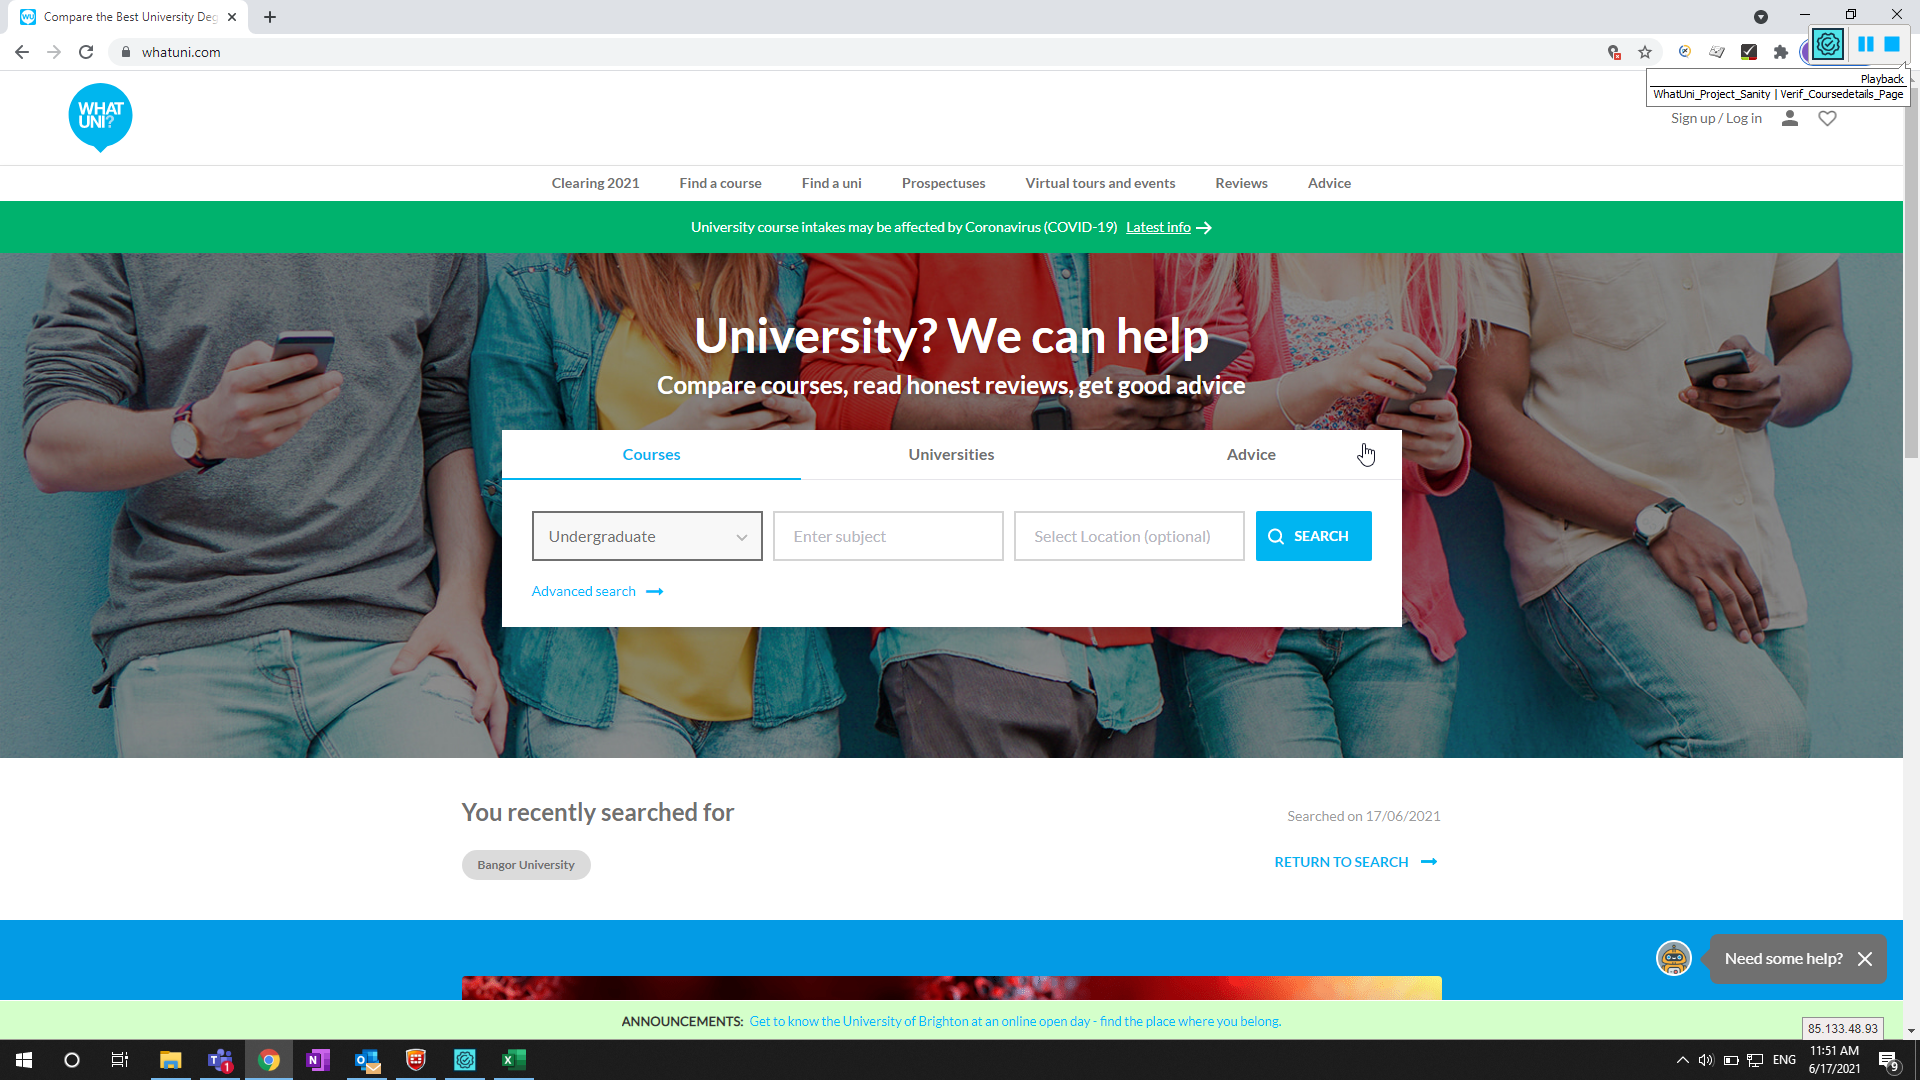 Compare the Best University Deg
whatuni.com
Playback
WhatUni_Project_Sanity | Verif_Coursedetails_Page
WHAT
UNI?
Sign up / Log in
Clearing 2021 Find a course Find a uni Prospectuses Virtual tours and events Reviews Advice
University course intakes may be affected by Coronavirus (COVID-19) Latest info
University? We can help
Compare courses, read honest reviews, get good advice
Courses Universities Advice
Undergraduate Enter subject Select Location (optional) SEARCH
Advanced search
You recently searched for
Searched on 17/06/2021
Bangor University
RETURN TO SEARCH
Need some help?
ANNOUNCEMENTS: Get to know the University of Brighton at an online open day - find the place where you belong.
85.133.48.93
ENG
11:51 AM
6/17/2021
1
9